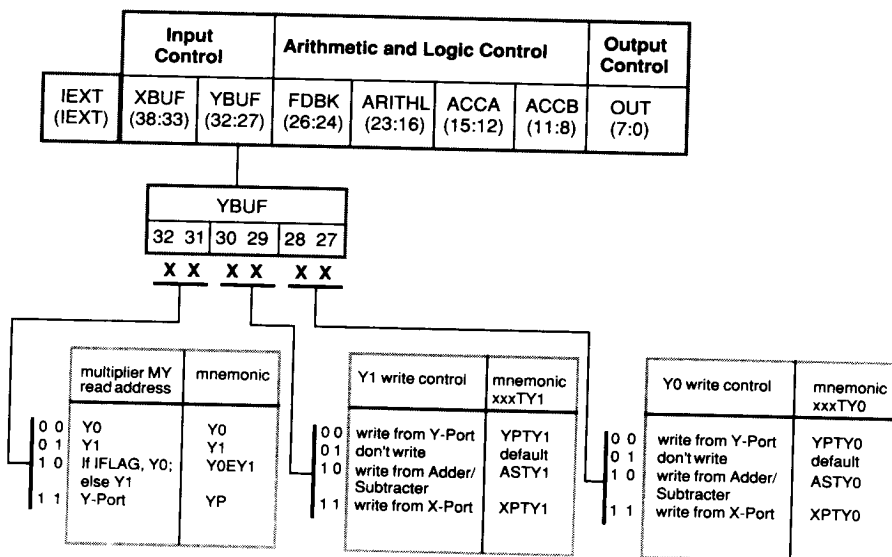 Input Control
Arithmetic and Logic Control
Output Control
IEXT (IEXT)
XBUF (38:33)
YBUF (32:27)
FDBK (26:24)
ARITHL (23:16)
ACCA (15:12)
ACCB (11:8)
OUT (7:0)
YBUF
32 31 30 29 28 27
X X X X X X
multiplier MY read address
mnemonic
0 0 Y0 Y0
0 1 Y1 Y1
1 0 If IFLAG, Y0; else Y1 Y0EY1
1 1 Y-Port YP
Y1 write control
mnemonic xxxTY1
0 0 write from Y-Port YPTY1
0 1 don't write default
1 0 write from Adder/ Subtracter ASTY1
1 1 write from X-Port XPTY1
Y0 write control
mnemonic xxxTY0
0 0 write from Y-Port YPTY0
0 1 don't write default
1 0 write from Adder/ Subtracter ASTY0
1 1 write from X-Port XPTY0